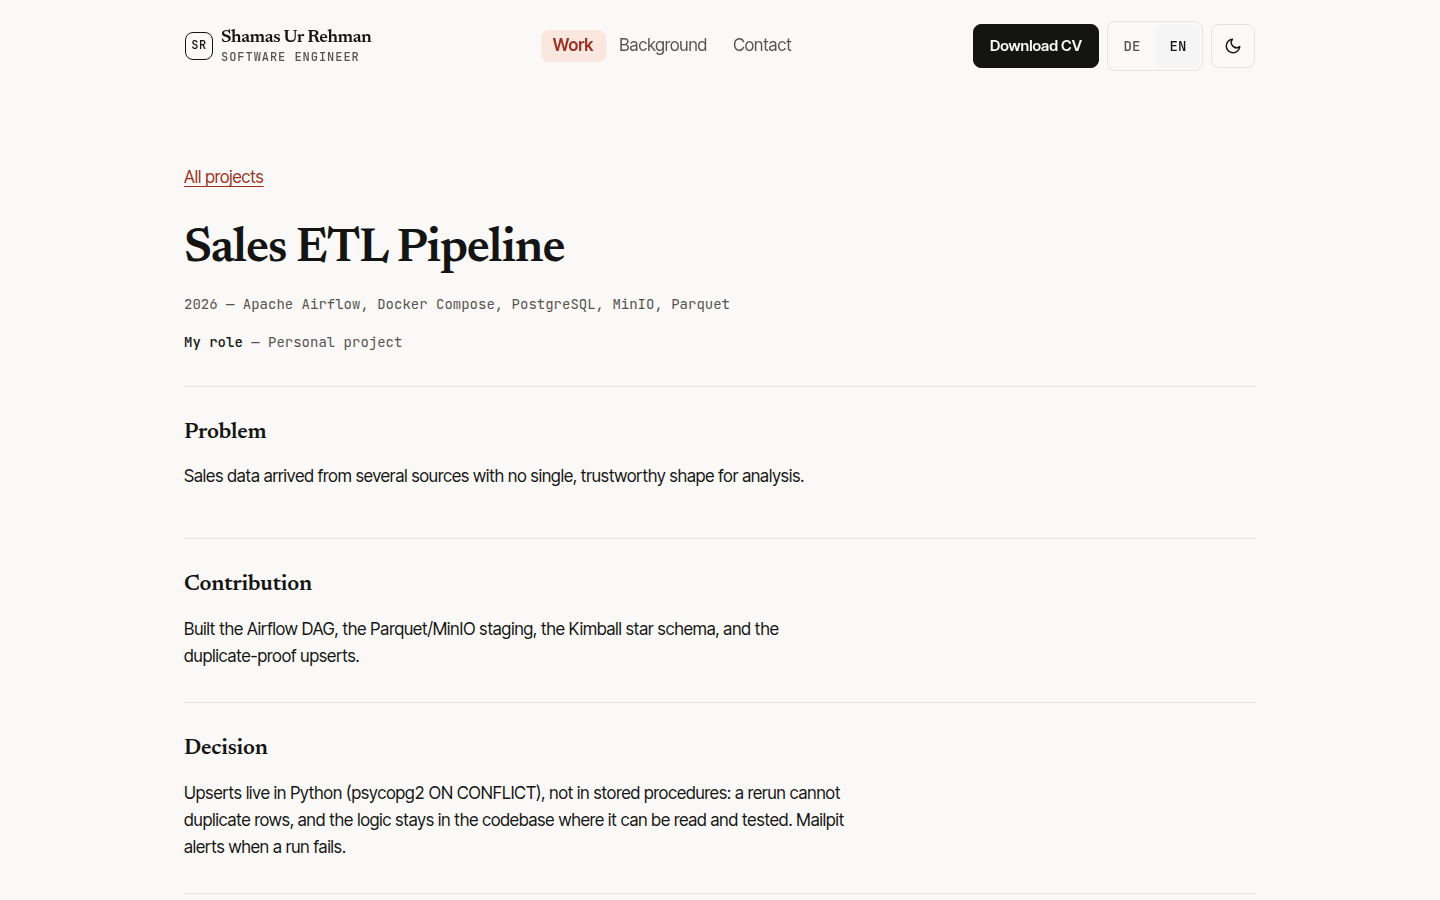 SR
Shamas Ur Rehman
SOFTWARE ENGINEER
Work
Background
Contact
Download CV
DE
EN
All projects
Sales ETL Pipeline
2026 — Apache Airflow, Docker Compose, PostgreSQL, MinIO, Parquet
My role — Personal project
Problem
Sales data arrived from several sources with no single, trustworthy shape for analysis.
Contribution
Built the Airflow DAG, the Parquet/MinIO staging, the Kimball star schema, and the
duplicate-proof upserts.
Decision
Upserts live in Python (psycopg2 ON CONFLICT), not in stored procedures: a rerun cannot
duplicate rows, and the logic stays in the codebase where it can be read and tested. Mailpit
alerts when a run fails.